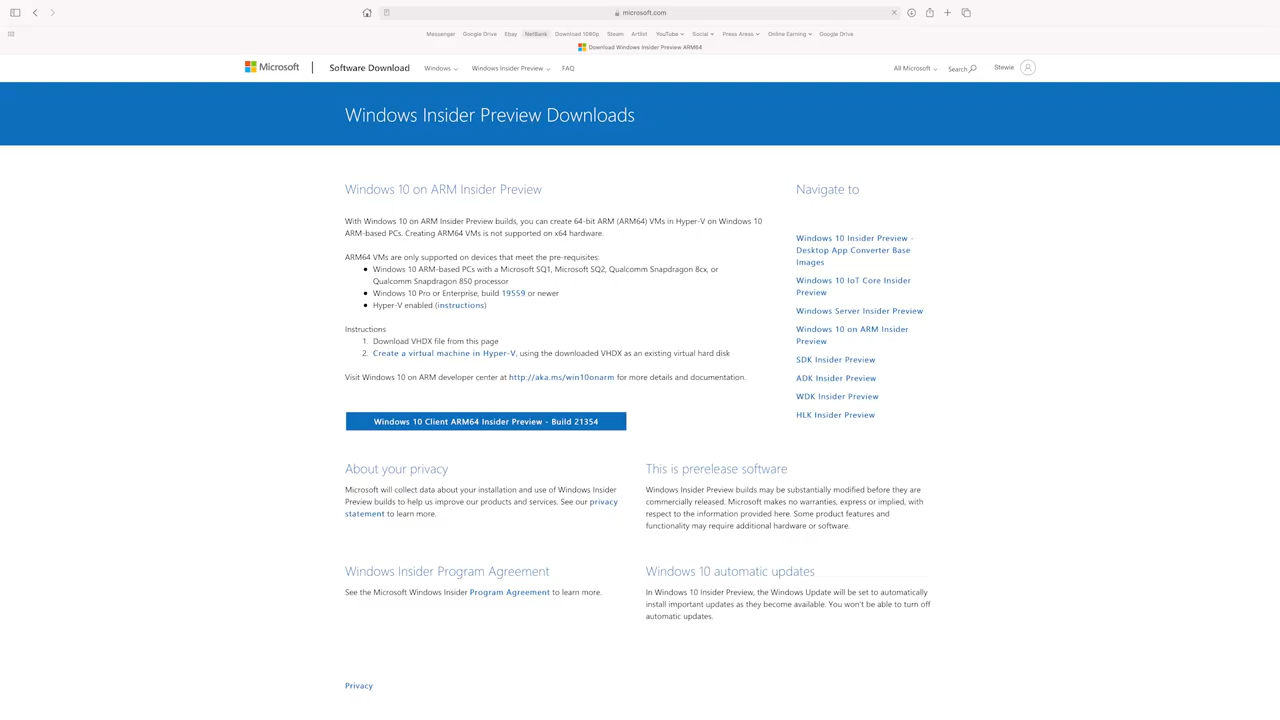 microsoft.com
Messenger Google Drive Ebay NetBank Download 1080p Steam Artlist YouTube Social Press Areas Online Earning Google Drive
Download Windows Insider Preview ARM64
Microsoft Software Download Windows Windows Insider Preview FAQ All Microsoft Search Stewie
Windows Insider Preview Downloads
Windows 10 on ARM Insider Preview
With Windows 10 on ARM Insider Preview builds, you can create 64-bit ARM (ARM64) VMs in Hyper-V on Windows 10
ARM-based PCs. Creating ARM64 VMs is not supported on x64 hardware.
ARM64 VMs are only supported on devices that meet the pre-requisites:
• Windows 10 ARM-based PCs with a Microsoft SQ1, Microsoft SQ2, Qualcomm Snapdragon 8cx, or
Qualcomm Snapdragon 850 processor
• Windows 10 Pro or Enterprise, build 19559 or newer
• Hyper-V enabled (instructions)
Instructions
1. Download VHDX file from this page
2. Create a virtual machine in Hyper-V, using the downloaded VHDX as an existing virtual hard disk
Visit Windows 10 on ARM developer center at http://aka.ms/win10onarm for more details and documentation.
Windows 10 Client ARM64 Insider Preview - Build 21354
Navigate to
Windows 10 Insider Preview -
Desktop App Converter Base
Images
Windows 10 IoT Core Insider
Preview
Windows Server Insider Preview
Windows 10 on ARM Insider
Preview
SDK Insider Preview
ADK Insider Preview
WDK Insider Preview
HLK Insider Preview
About your privacy
Microsoft will collect data about your installation and use of Windows Insider
Preview builds to help us improve our products and services. See our privacy
statement to learn more.
This is prerelease software
Windows Insider Preview builds may be substantially modified before they are
commercially released. Microsoft makes no warranties, express or implied, with
respect to the information provided here. Some product features and
functionality may require additional hardware or software.
Windows Insider Program Agreement
See the Microsoft Windows Insider Program Agreement to learn more.
Windows 10 automatic updates
In Windows 10 Insider Preview, the Windows Update will be set to automatically
install important updates as they become available. You won't be able to turn off
automatic updates.
Privacy